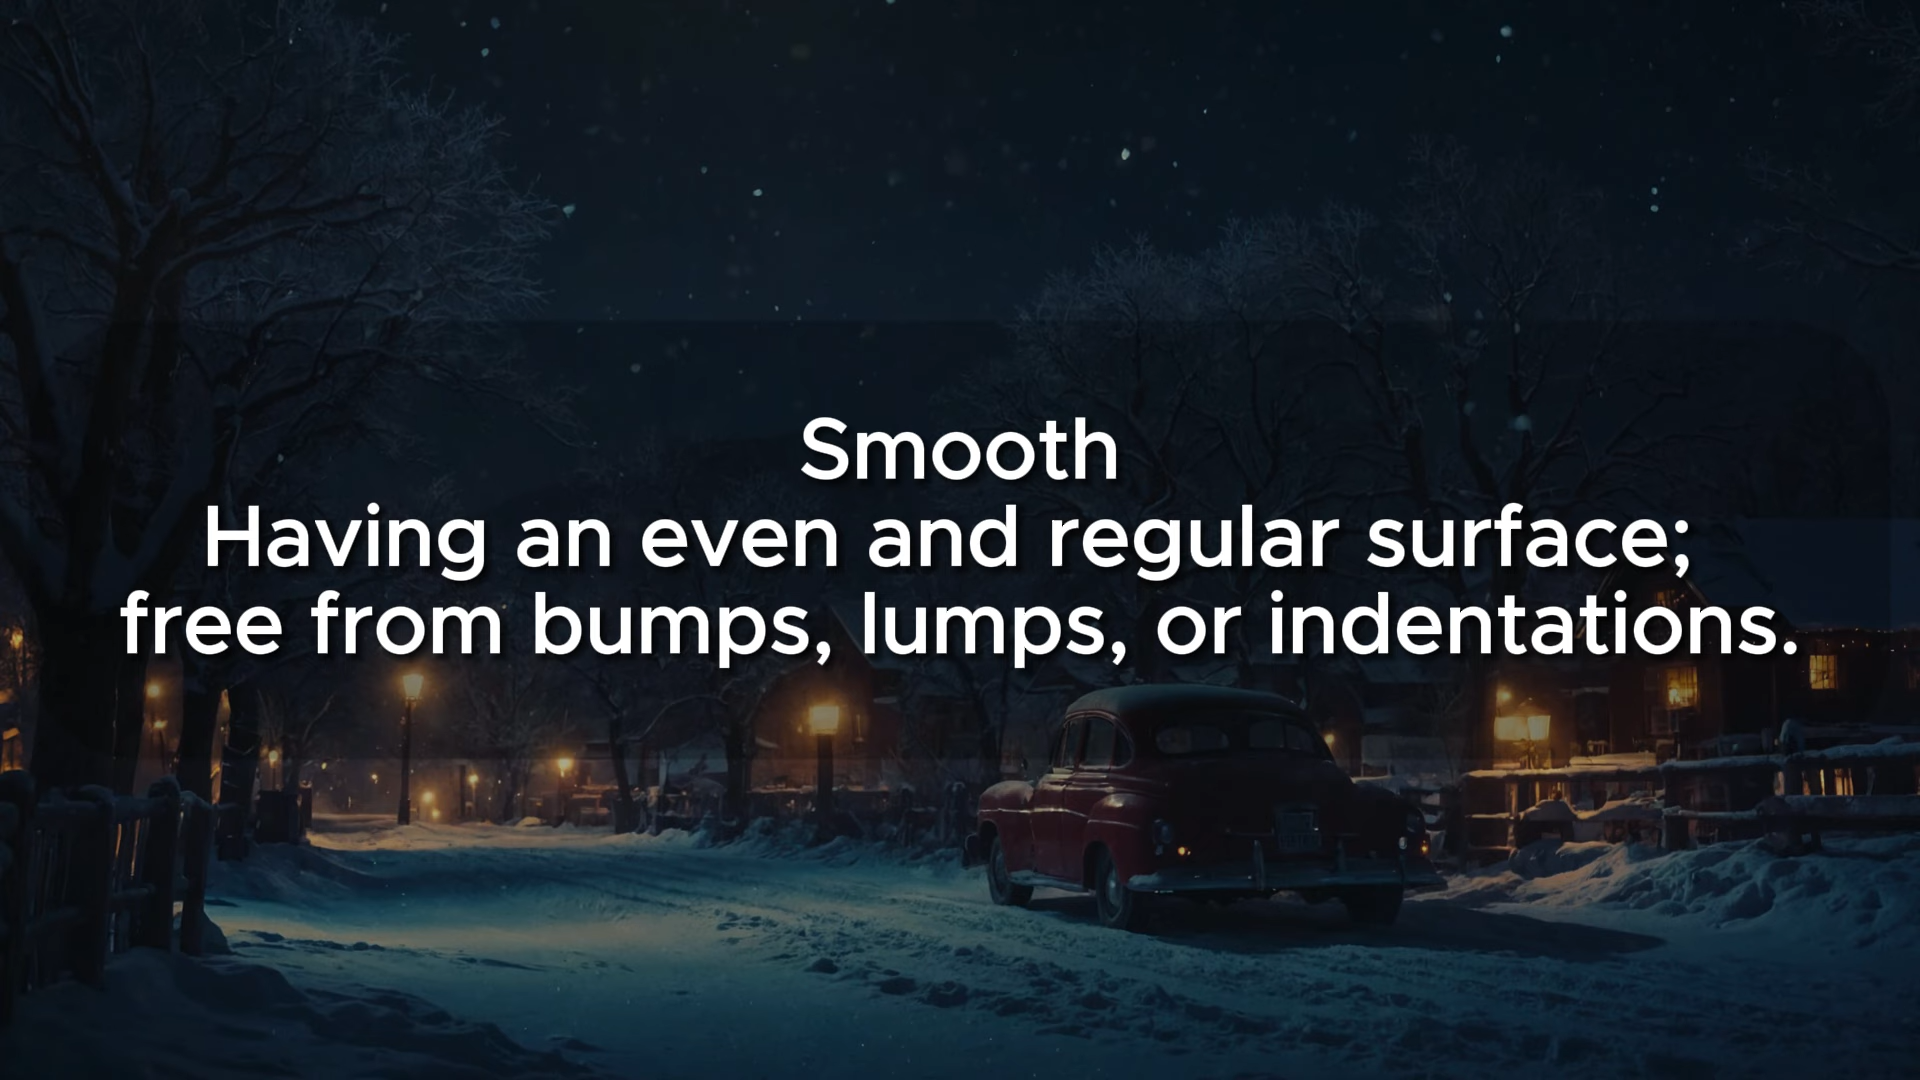 Smooth
Having an even and regular surface;
free from bumps, lumps, or indentations.